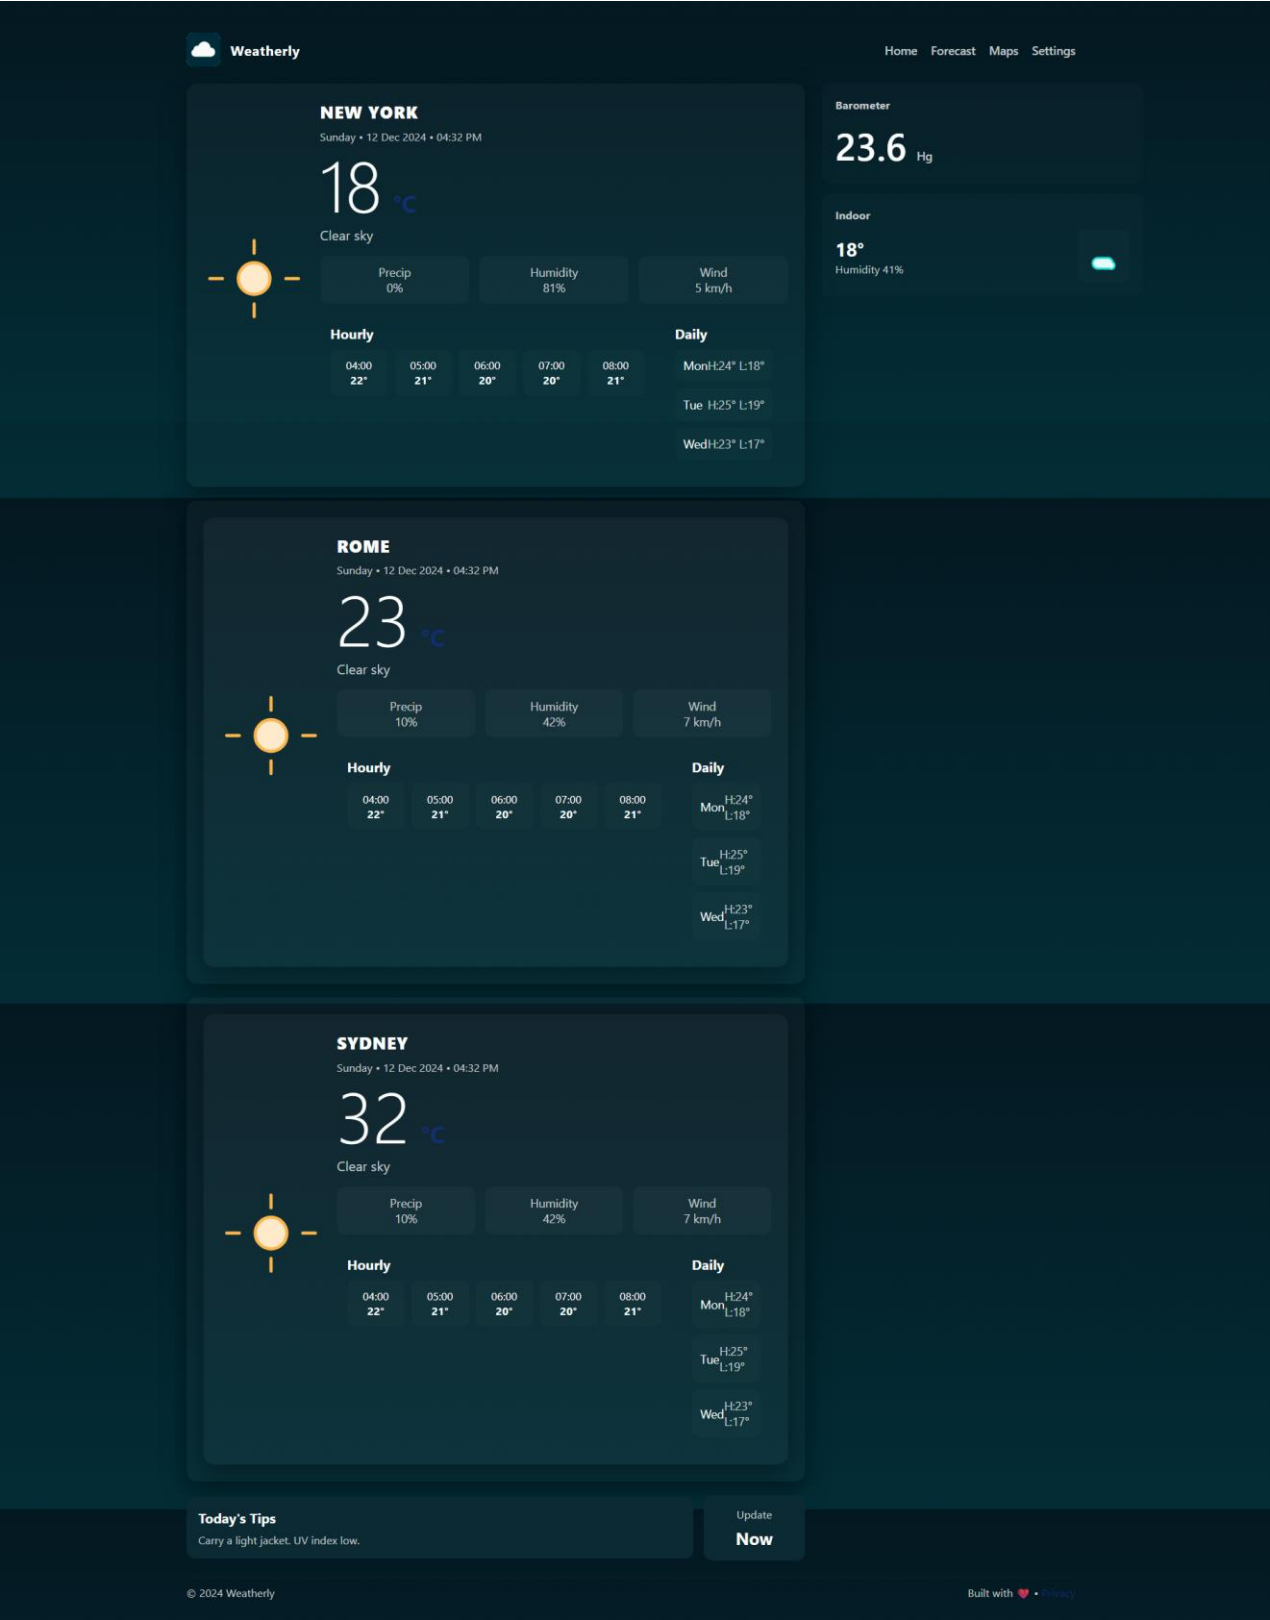 Weatherly
Home Forecast Maps Settings
NEW YORK
Sunday • 12 Dec 2024 • 04:32 PM
18 °C
Clear sky
Precip
0%
Humidity
81%
Wind
5 km/h
Hourly
04:00
22°
05:00
21°
06:00
20°
07:00
20°
08:00
21°
Daily
Mon H:24° L:18°
Tue H:25° L:19°
Wed H:23° L:17°
Barometer
23.6 Hg
Indoor
18°
Humidity 41%
ROME
Sunday • 12 Dec 2024 • 04:32 PM
23 °C
Clear sky
Precip
10%
Humidity
42%
Wind
7 km/h
Hourly
04:00
22°
05:00
21°
06:00
20°
07:00
20°
08:00
21°
Daily
Mon H:24°
L:18°
Tue H:25°
L:19°
Wed H:23°
L:17°
SYDNEY
Sunday • 12 Dec 2024 • 04:32 PM
32 °C
Clear sky
Precip
10%
Humidity
42%
Wind
7 km/h
Hourly
04:00
22°
05:00
21°
06:00
20°
07:00
20°
08:00
21°
Daily
Mon H:24°
L:18°
Tue H:25°
L:19°
Wed H:23°
L:17°
Today's Tips
Carry a light jacket. UV index low.
Update
Now
© 2024 Weatherly
Built with ❤️ • Privacy